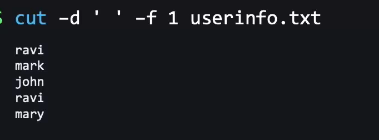 $ cut -d ' ' -f 1 userinfo.txt
ravi
mark
john
ravi
mary